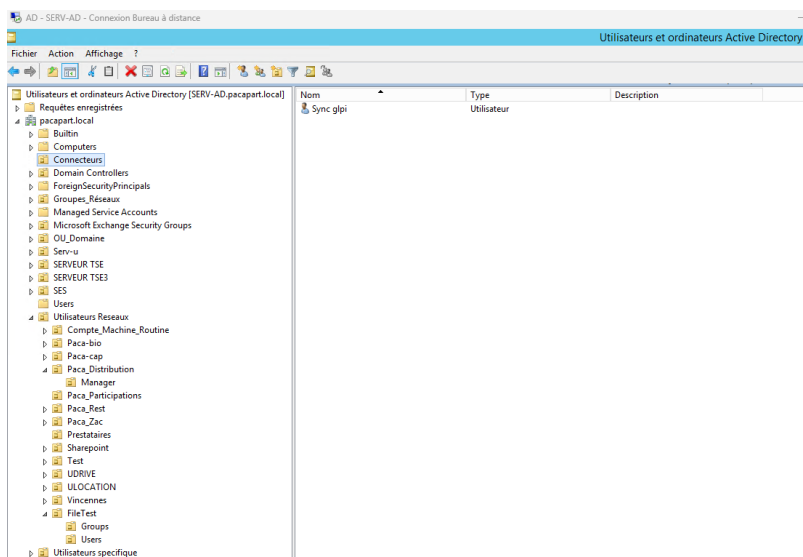 AD - SERV-AD - Connexion Bureau à distance
Utilisateurs et ordinateurs Active Directory
Fichier Action Affichage ?
Utilisateurs et ordinateurs Active Directory [SERV-AD.pacapart.local]
Nom Type Description
Requêtes enregistrées
Sync glpi Utilisateur
pacapart.local
Builtin
Computers
Connecteurs
Domain Controllers
ForeignSecurityPrincipals
Groupes_Réseaux
Managed Service Accounts
Microsoft Exchange Security Groups
OU_Domaine
Serv-u
SERVEUR TSE
SERVEUR TSE3
SES
Users
Utilisateurs Reseaux
Compte_Machine_Routine
Paca-bio
Paca-cap
Paca_Distribution
Manager
Paca_Participations
Paca_Rest
Paca_Zac
Prestataires
Sharepoint
Test
UDRIVE
ULOCATION
Vincennes
FileTest
Groups
Users
Utilisateurs specifique